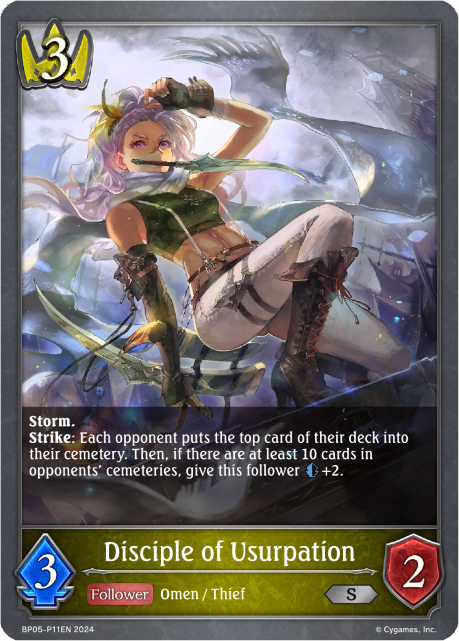 3
Storm.
Strike: Each opponent puts the top card of their deck into
their cemetery. Then, if there are at least 10 cards in
opponents' cemeteries, give this follower +2.
Disciple of Usurpation
3
Follower Omen / Thief
S
2
BP05-P11EN 2024
© Cygames, Inc.